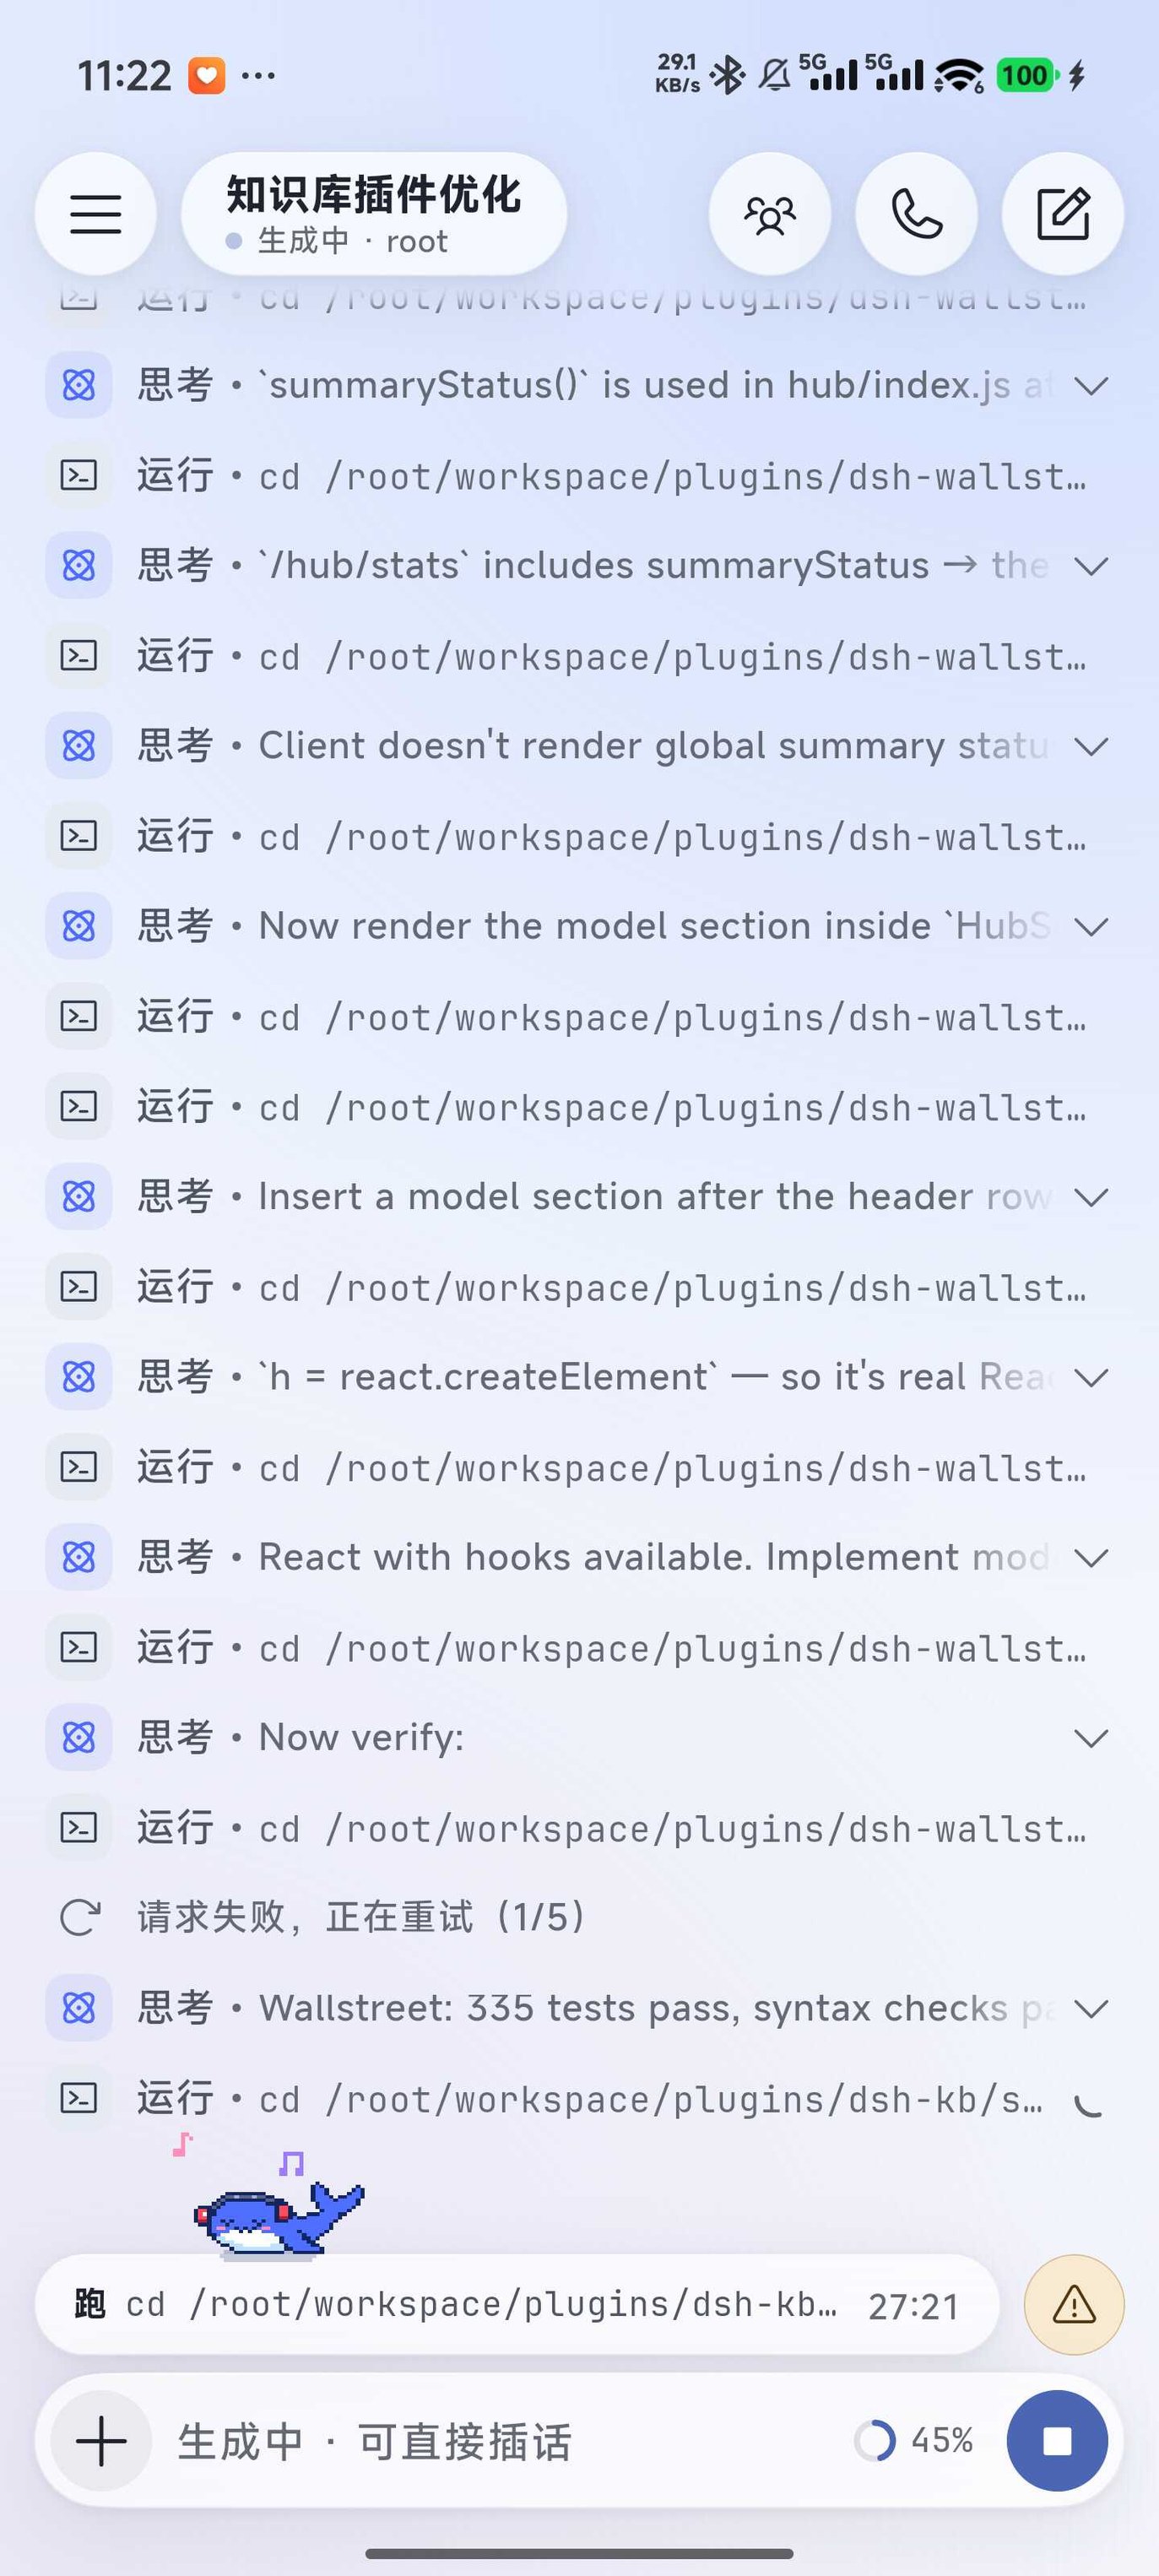 11:22 ... 29.1 KB/s 5G 5G 6 100
知识库插件优化
生成中 · root
运行 • cd /root/workspace/plugins/dsh-wallst…
思考 • `summaryStatus()` is used in hub/index.js at
运行 • cd /root/workspace/plugins/dsh-wallst…
思考 • `/hub/stats` includes summaryStatus → the
运行 • cd /root/workspace/plugins/dsh-wallst…
思考 • Client doesn't render global summary statu
运行 • cd /root/workspace/plugins/dsh-wallst…
思考 • Now render the model section inside `HubS
运行 • cd /root/workspace/plugins/dsh-wallst…
运行 • cd /root/workspace/plugins/dsh-wallst…
思考 • Insert a model section after the header row
运行 • cd /root/workspace/plugins/dsh-wallst…
思考 • `h = react.createElement` — so it's real Reac
运行 • cd /root/workspace/plugins/dsh-wallst…
思考 • React with hooks available. Implement mod
运行 • cd /root/workspace/plugins/dsh-wallst…
思考 • Now verify:
运行 • cd /root/workspace/plugins/dsh-wallst…
请求失败，正在重试（1/5）
思考 • Wallstreet: 335 tests pass, syntax checks pa
运行 • cd /root/workspace/plugins/dsh-kb/s…
跑 cd /root/workspace/plugins/dsh-kb… 27:21
生成中 · 可直接插话 45%